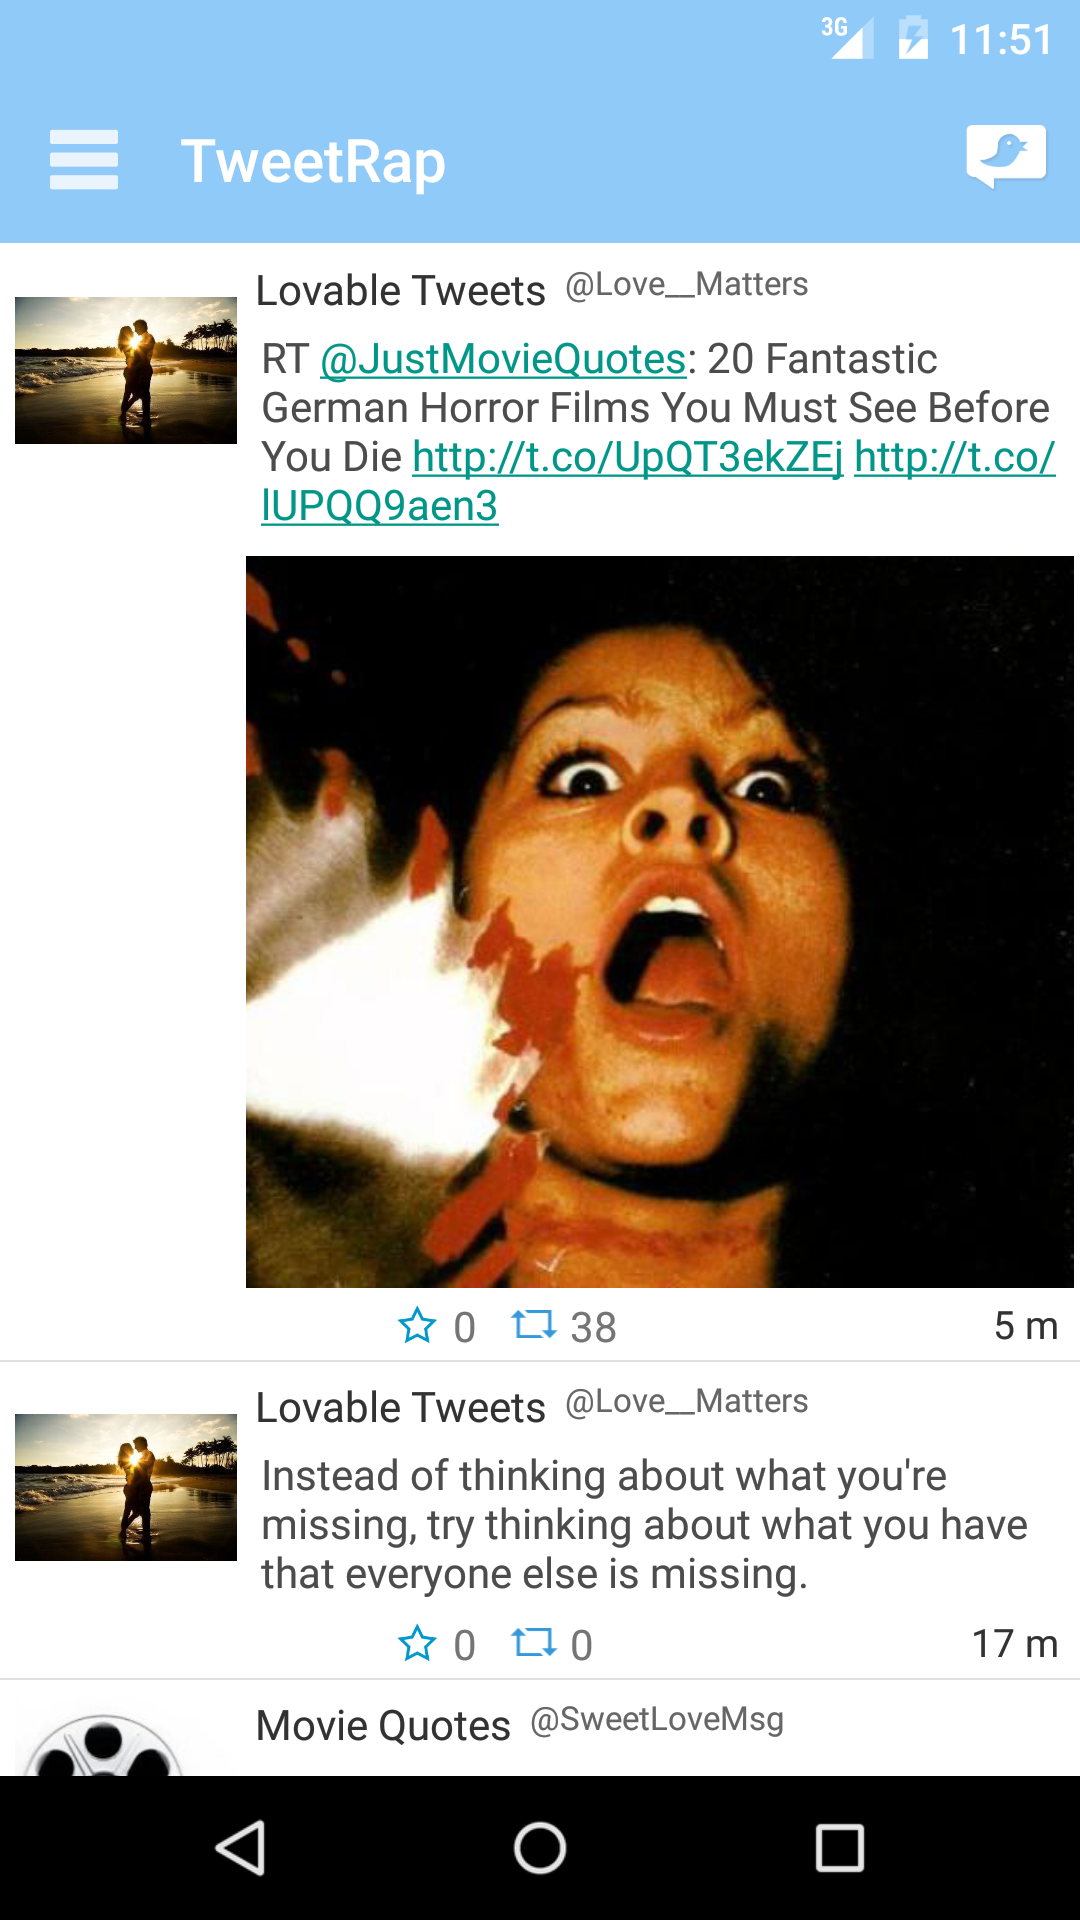 3G 11:51
TweetRap
Lovable Tweets @Love__Matters
RT @JustMovieQuotes: 20 Fantastic
German Horror Films You Must See Before
You Die http://t.co/UpQT3ekZEj http://t.co/
lUPQQ9aen3
0 38 5 m
Lovable Tweets @Love__Matters
Instead of thinking about what you're
missing, try thinking about what you have
that everyone else is missing.
0 0 17 m
Movie Quotes @SweetLoveMsg